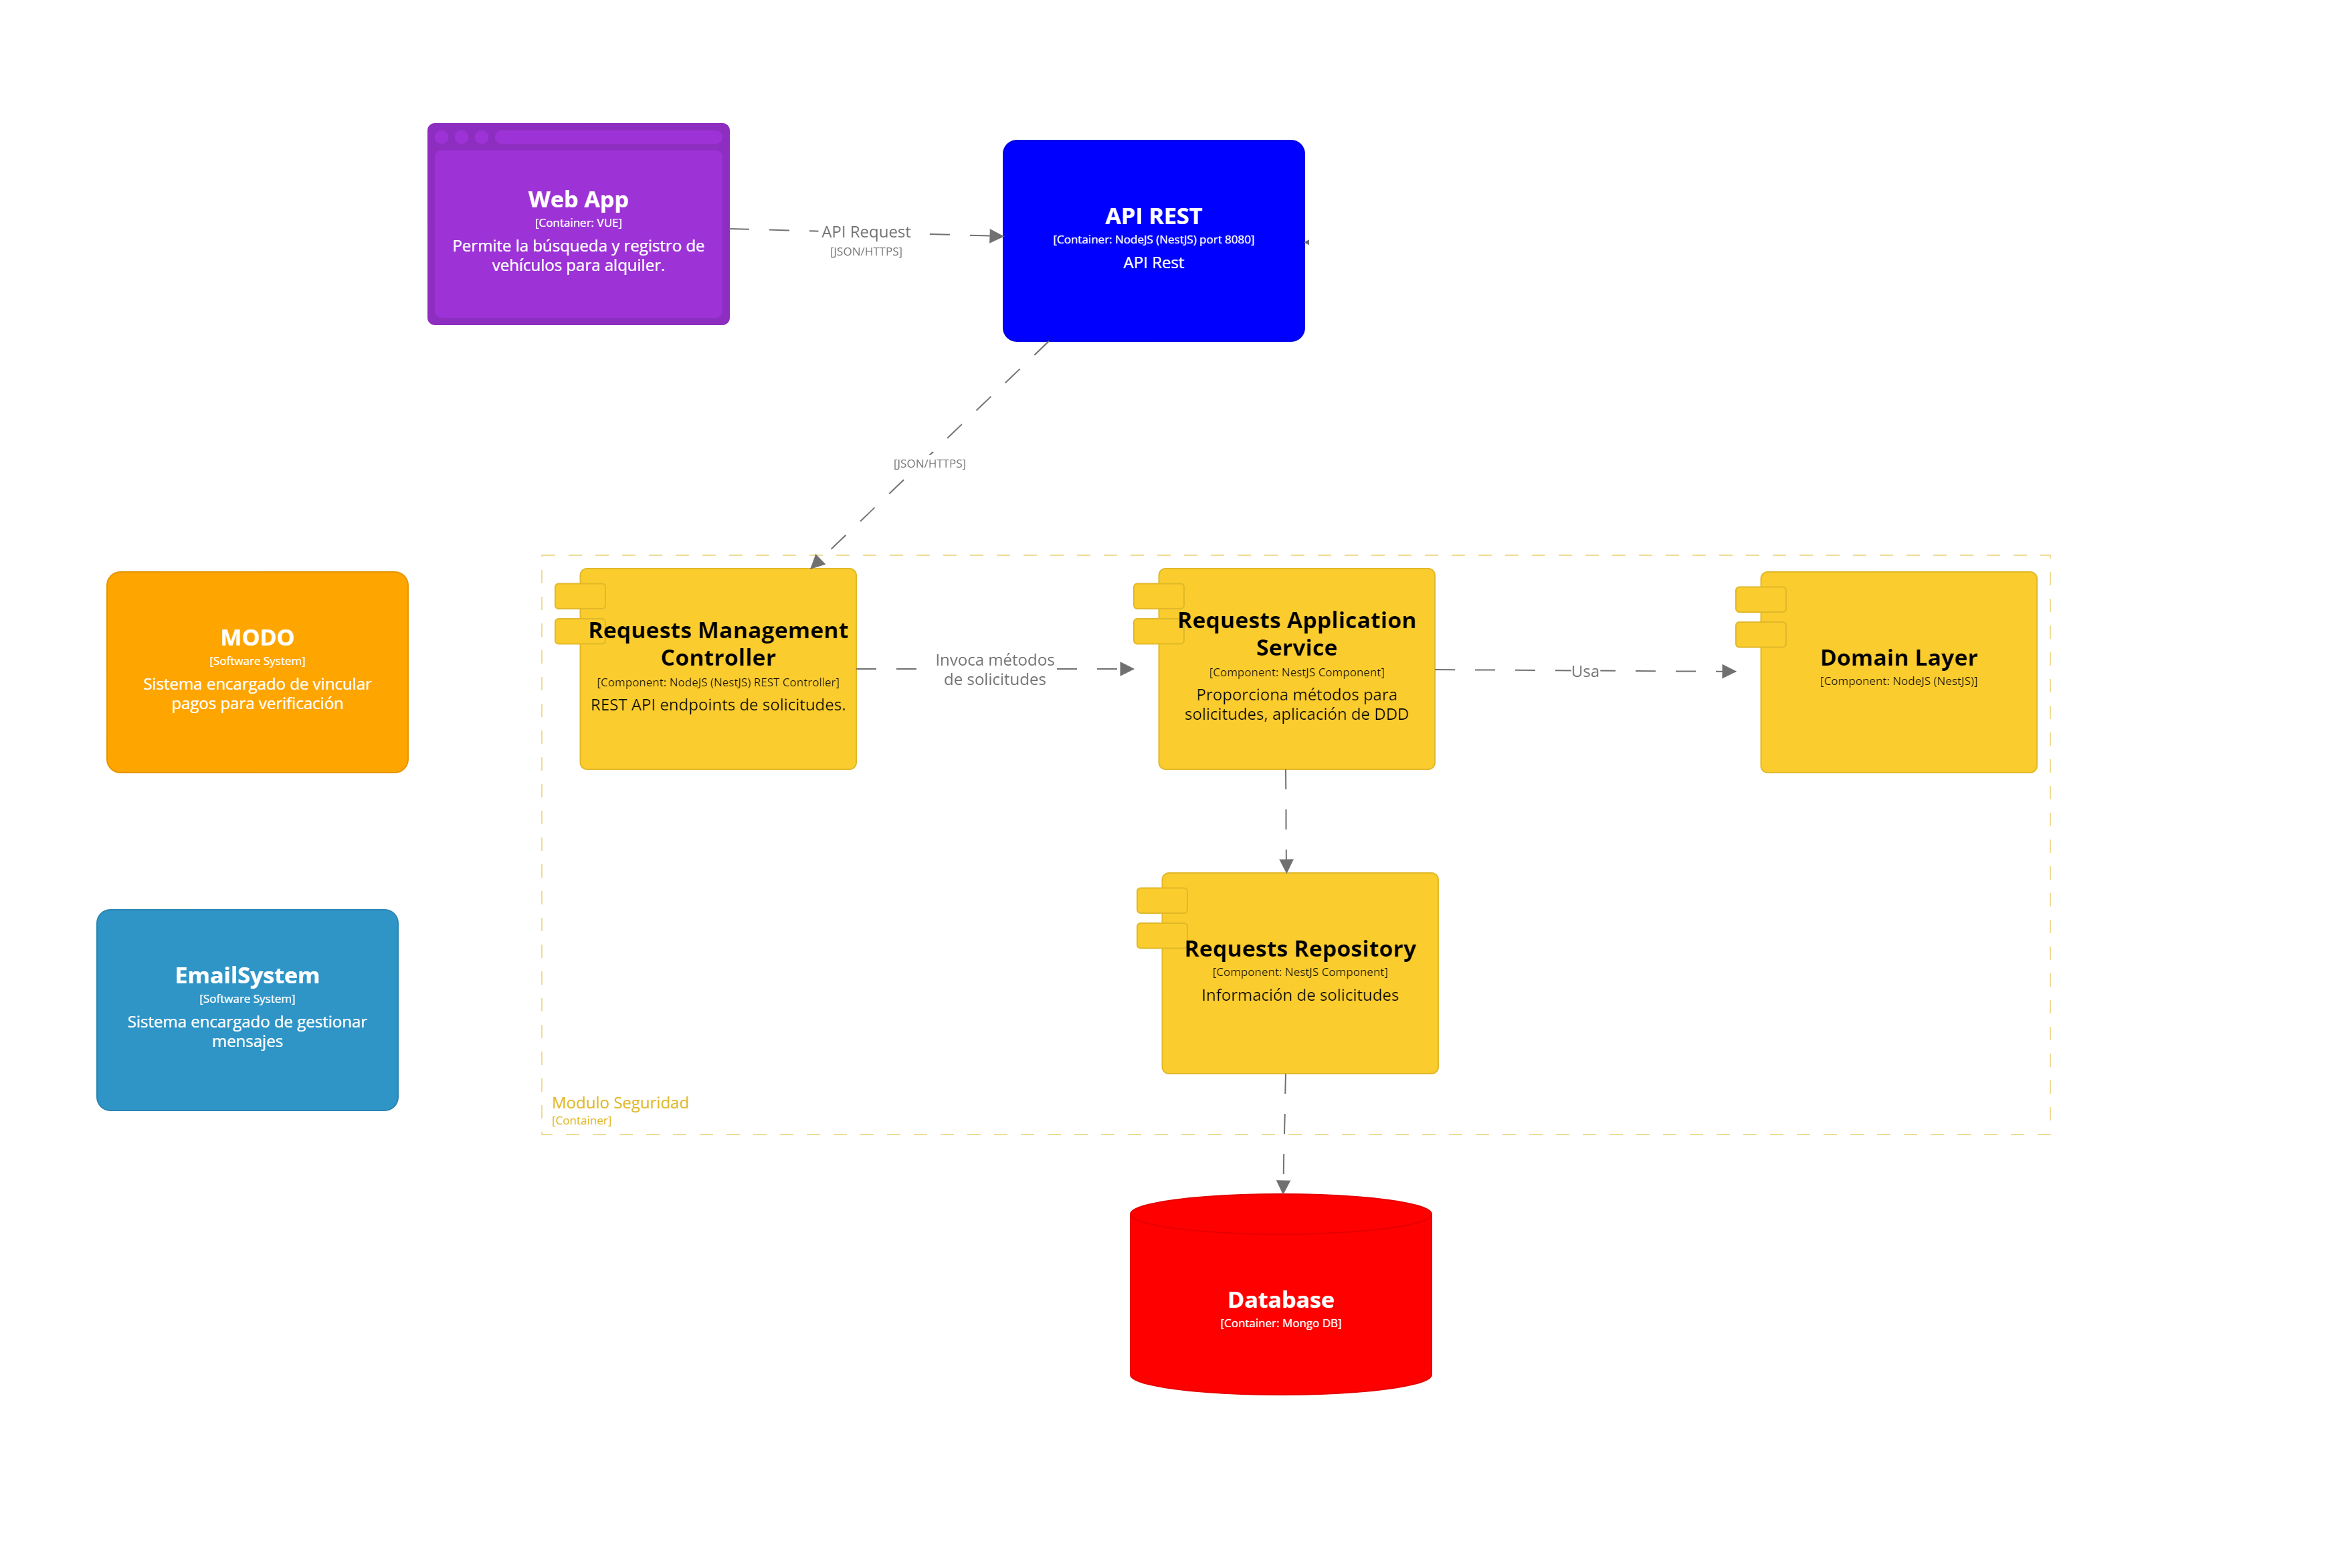 Web App
[Container: VUE]
Permite la búsqueda y registro de
vehículos para alquiler.
API Request
[JSON/HTTPS]
API REST
[Container: NodeJS (NestJS) port 8080]
API Rest
[JSON/HTTPS]
MODO
[Software System]
Sistema encargado de vincular
pagos para verificación
Requests Management
Controller
[Component: NodeJS (NestJS) REST Controller]
REST API endpoints de solicitudes.
Invoca métodos
de solicitudes
Requests Application
Service
[Component: NestJS Component]
Proporciona métodos para
solicitudes, aplicación de DDD
Usa
Domain Layer
[Component: NodeJS (NestJS)]
EmailSystem
[Software System]
Sistema encargado de gestionar
mensajes
Requests Repository
[Component: NestJS Component]
Información de solicitudes
Modulo Seguridad
[Container]
Database
[Container: Mongo DB]